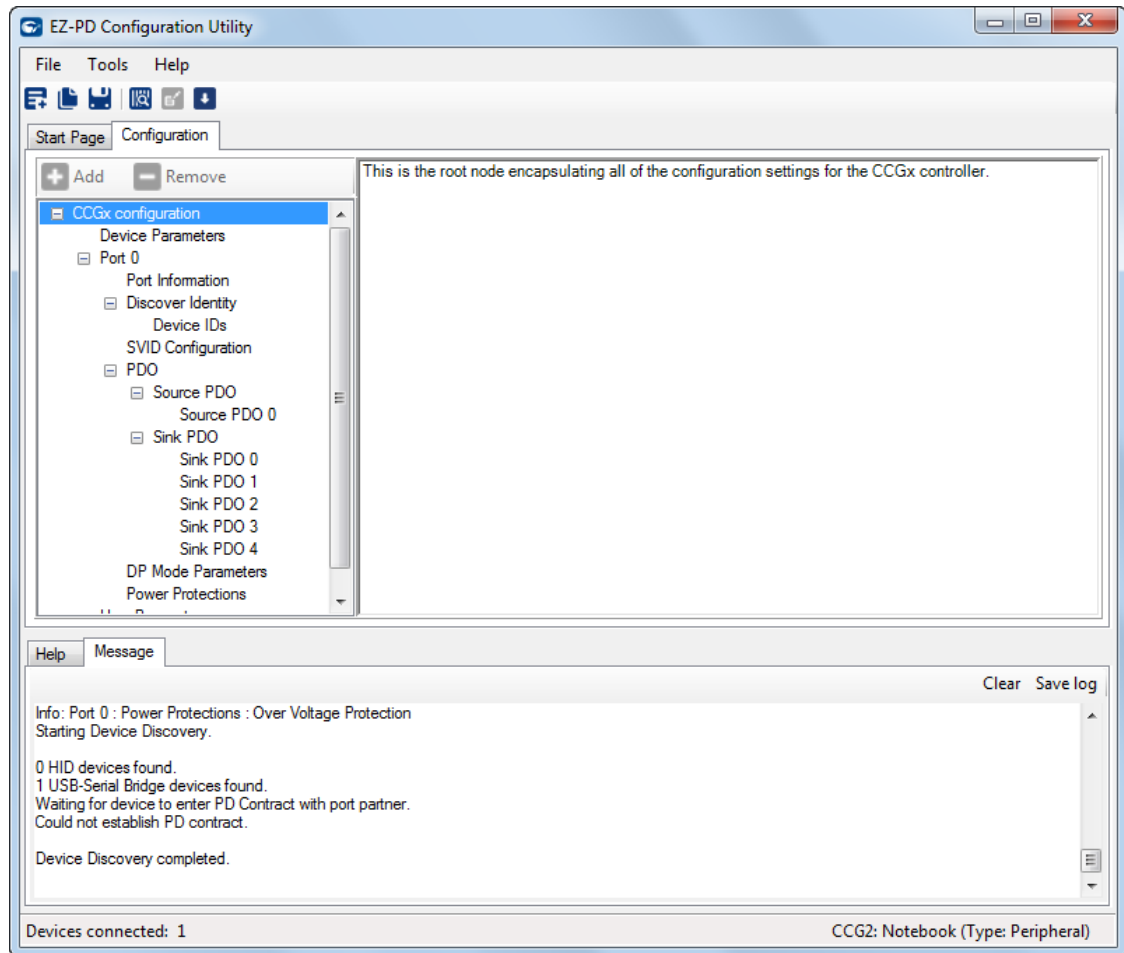 EZ-PD Configuration Utility
File Tools Help
Start Page Configuration
Add Remove
This is the root node encapsulating all of the configuration settings for the CCGx controller.
CCGx configuration
Device Parameters
Port 0
Port Information
Discover Identity
Device IDs
SVID Configuration
PDO
Source PDO
Source PDO 0
Sink PDO
Sink PDO 0
Sink PDO 1
Sink PDO 2
Sink PDO 3
Sink PDO 4
DP Mode Parameters
Power Protections
Help Message
Clear Save log
Info: Port 0 : Power Protections : Over Voltage Protection
Starting Device Discovery.
0 HID devices found.
1 USB-Serial Bridge devices found.
Waiting for device to enter PD Contract with port partner.
Could not establish PD contract.
Device Discovery completed.
Devices connected: 1
CCG2: Notebook (Type: Peripheral)